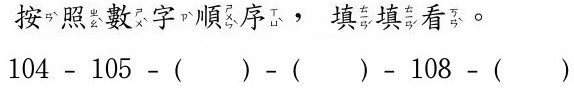 按照數字順序，填填看。
104 - 105 - (　　) - (　　) - 108 - (　　)